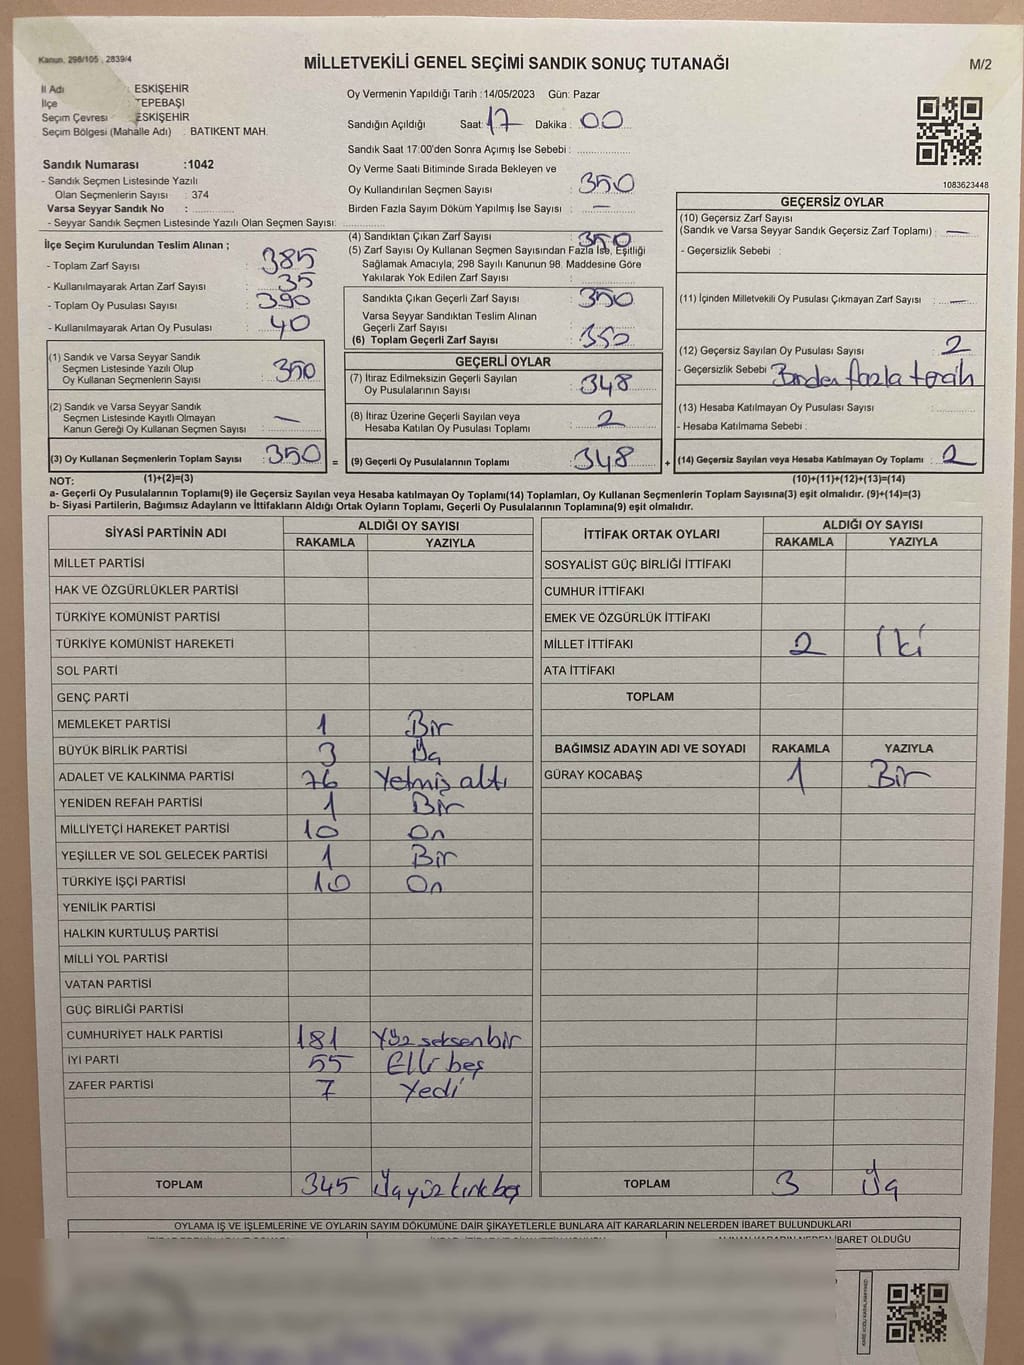 Kanun. 298/105 , 2839/4
MİLLETVEKİLİ GENEL SEÇİMİ SANDIK SONUÇ TUTANAĞI
M/2
İl Adı : ESKİŞEHİR
İlçe : TEPEBAŞI
Seçim Çevresi : ESKİŞEHİR
Seçim Bölgesi (Mahalle Adı) : BATIKENT MAH.
Sandık Numarası :1042
- Sandık Seçmen Listesinde Yazılı
Olan Seçmenlerin Sayısı : 374
Varsa Seyyar Sandık No :
- Seyyar Sandık Seçmen Listesinde Yazılı Olan Seçmen Sayısı:
Oy Vermenin Yapıldığı Tarih :14/05/2023 Gün: Pazar
Sandığın Açıldığı Saat: 17 Dakika : 00
Sandık Saat 17:00'den Sonra Açımış İse Sebebi :
Oy Verme Saati Bitiminde Sırada Bekleyen ve
Oy Kullandırılan Seçmen Sayısı : 350
Birden Fazla Sayım Döküm Yapılmış İse Sayısı : —
1083623448
İlçe Seçim Kurulundan Teslim Alınan ;
- Toplam Zarf Sayısı : 385
- Kullanılmayarak Artan Zarf Sayısı : 35
- Toplam Oy Pusulası Sayısı : 390
- Kullanılmayarak Artan Oy Pusulası : 40
(1) Sandık ve Varsa Seyyar Sandık
Seçmen Listesinde Yazılı Olup
Oy Kullanan Seçmenlerin Sayısı : 350
(2) Sandık ve Varsa Seyyar Sandık
Seçmen Listesinde Kayıtlı Olmayan
Kanun Gereği Oy Kullanan Seçmen Sayısı : —
(3) Oy Kullanan Seçmenlerin Toplam Sayısı : 350
(1)+(2)=(3)
(4) Sandıktan Çıkan Zarf Sayısı : 350
(5) Zarf Sayısı Oy Kullanan Seçmen Sayısından Fazla İse, Eşitliği
Sağlamak Amacıyla, 298 Sayılı Kanunun 98. Maddesine Göre
Yakılarak Yok Edilen Zarf Sayısı :
Sandıkta Çıkan Geçerli Zarf Sayısı : 350
Varsa Seyyar Sandıktan Teslim Alınan
Geçerli Zarf Sayısı :
(6) Toplam Geçerli Zarf Sayısı : 350
GEÇERLİ OYLAR
(7) İtiraz Edilmeksizin Geçerli Sayılan
Oy Pusulasının Sayısı : 348
(8) İtiraz Üzerine Geçerli Sayılan veya
Hesaba Katılan Oy Pusulası Toplamı : 2
= (9) Geçerli Oy Pusulalarının Toplamı : 348
GEÇERSİZ OYLAR
(10) Geçersiz Zarf Sayısı
(Sandık ve Varsa Seyyar Sandık Geçersiz Zarf Toplamı) : —
- Geçersizlik Sebebi :
(11) İçinden Milletvekili Oy Pusulası Çıkmayan Zarf Sayısı : —
(12) Geçersiz Sayılan Oy Pusulası Sayısı : 2
- Geçersizlik Sebebi : Birden fazla tercih
(13) Hesaba Katılmayan Oy Pusulası Sayısı :
- Hesaba Katılmama Sebebi :
+ (14) Geçersiz Sayılan veya Hesaba Katılmayan Oy Toplamı : 2
(10)+(11)+(12)+(13)=(14)
NOT:
a- Geçerli Oy Pusulalarının Toplamı(9) ile Geçersiz Sayılan veya Hesaba katılmayan Oy Toplamı(14) Toplamları, Oy Kullanan Seçmenlerin Toplam Sayısına(3) eşit olmalıdır. (9)+(14)=(3)
b- Siyasi Partilerin, Bağımsız Adayların ve İttifakların Aldığı Ortak Oyların Toplamı, Geçerli Oy Pusulalarının Toplamına(9) eşit olmalıdır.
SİYASİ PARTİNİN ADI ALDIĞI OY SAYISI
RAKAMLA YAZIYLA
MİLLET PARTİSİ
HAK VE ÖZGÜRLÜKLER PARTİSİ
TÜRKİYE KOMÜNİST PARTİSİ
TÜRKİYE KOMÜNİST HAREKETİ
SOL PARTİ
GENÇ PARTİ
MEMLEKET PARTİSİ 1 Bir
BÜYÜK BİRLİK PARTİSİ 3 Üç
ADALET VE KALKINMA PARTİSİ 76 Yetmiş altı
YENİDEN REFAH PARTİSİ 1 Bir
MİLLİYETÇİ HAREKET PARTİSİ 10 On
YEŞİLLER VE SOL GELECEK PARTİSİ 1 Bir
TÜRKİYE İŞÇİ PARTİSİ 10 On
YENİLİK PARTİSİ
HALKIN KURTULUŞ PARTİSİ
MİLLİ YOL PARTİSİ
VATAN PARTİSİ
GÜÇ BİRLİĞİ PARTİSİ
CUMHURİYET HALK PARTİSİ 181 Yüz seksen bir
İYİ PARTİ 55 Elli beş
ZAFER PARTİSİ 7 Yedi
TOPLAM 345 Üç yüz kırk beş
İTTİFAK ORTAK OYLARI ALDIĞI OY SAYISI
RAKAMLA YAZIYLA
SOSYALİST GÜÇ BİRLİĞİ İTTİFAKI
CUMHUR İTTİFAKI
EMEK VE ÖZGÜRLÜK İTTİFAKI
MİLLET İTTİFAKI 2 İki
ATA İTTİFAKI
TOPLAM
BAĞIMSIZ ADAYIN ADI VE SOYADI RAKAMLA YAZIYLA
GÜRAY KOCABAŞ 1 Bir
TOPLAM 3 Üç
OYLAMA İŞ VE İŞLEMLERİNE VE OYLARIN SAYIM DÖKÜMÜNE DAİR ŞİKAYETLERLE BUNLARA AİT KARARLARIN NELERDEN İBARET BULUNDUKLARI
İBARET OLDUĞU